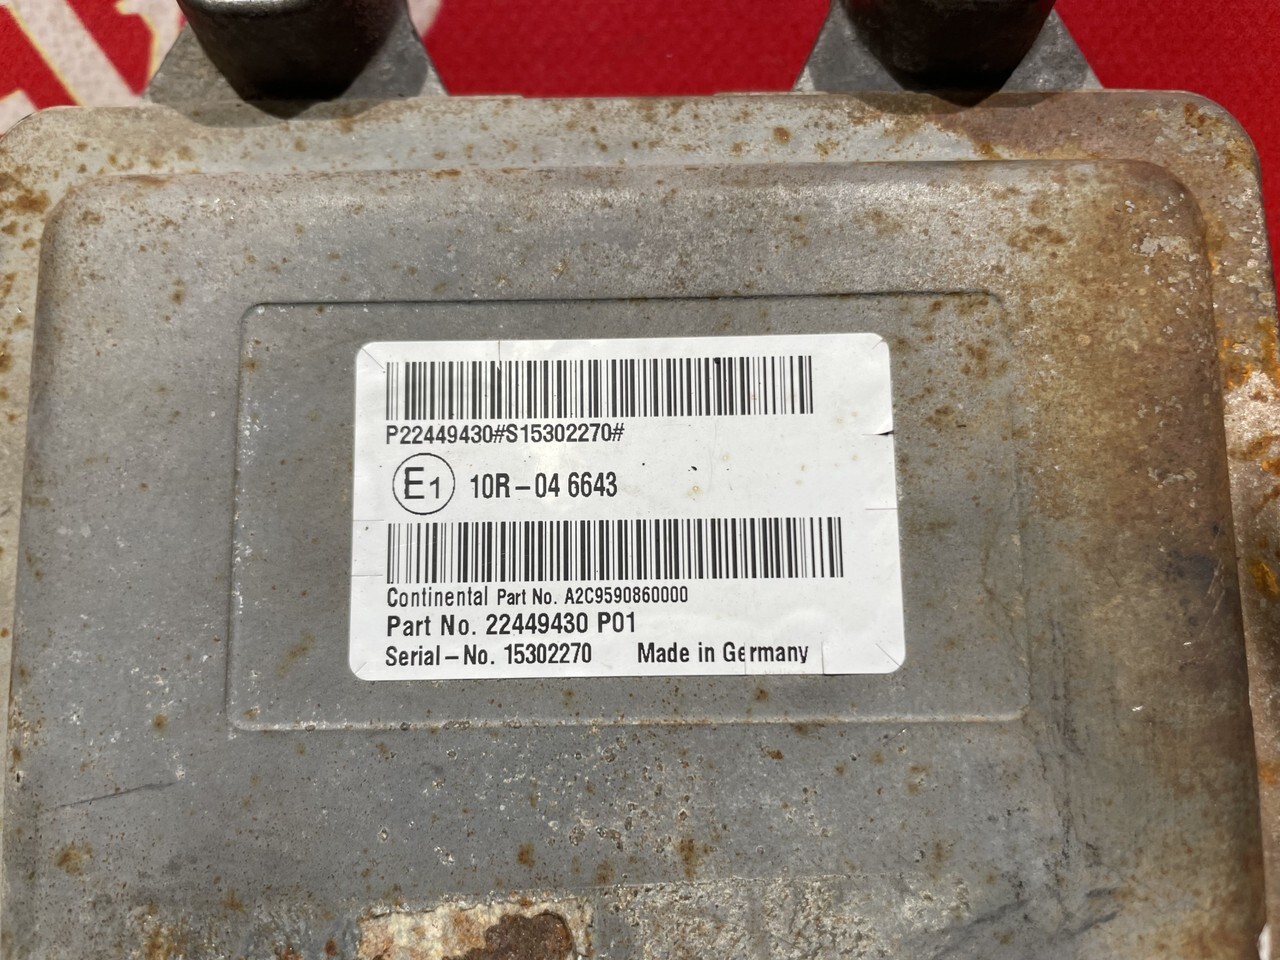 P22449430#S15302270#
E1 10R-04 6643
Continental Part No. A2C9590860000
Part No. 22449430 P01
Serial-No. 15302270 Made in Germany